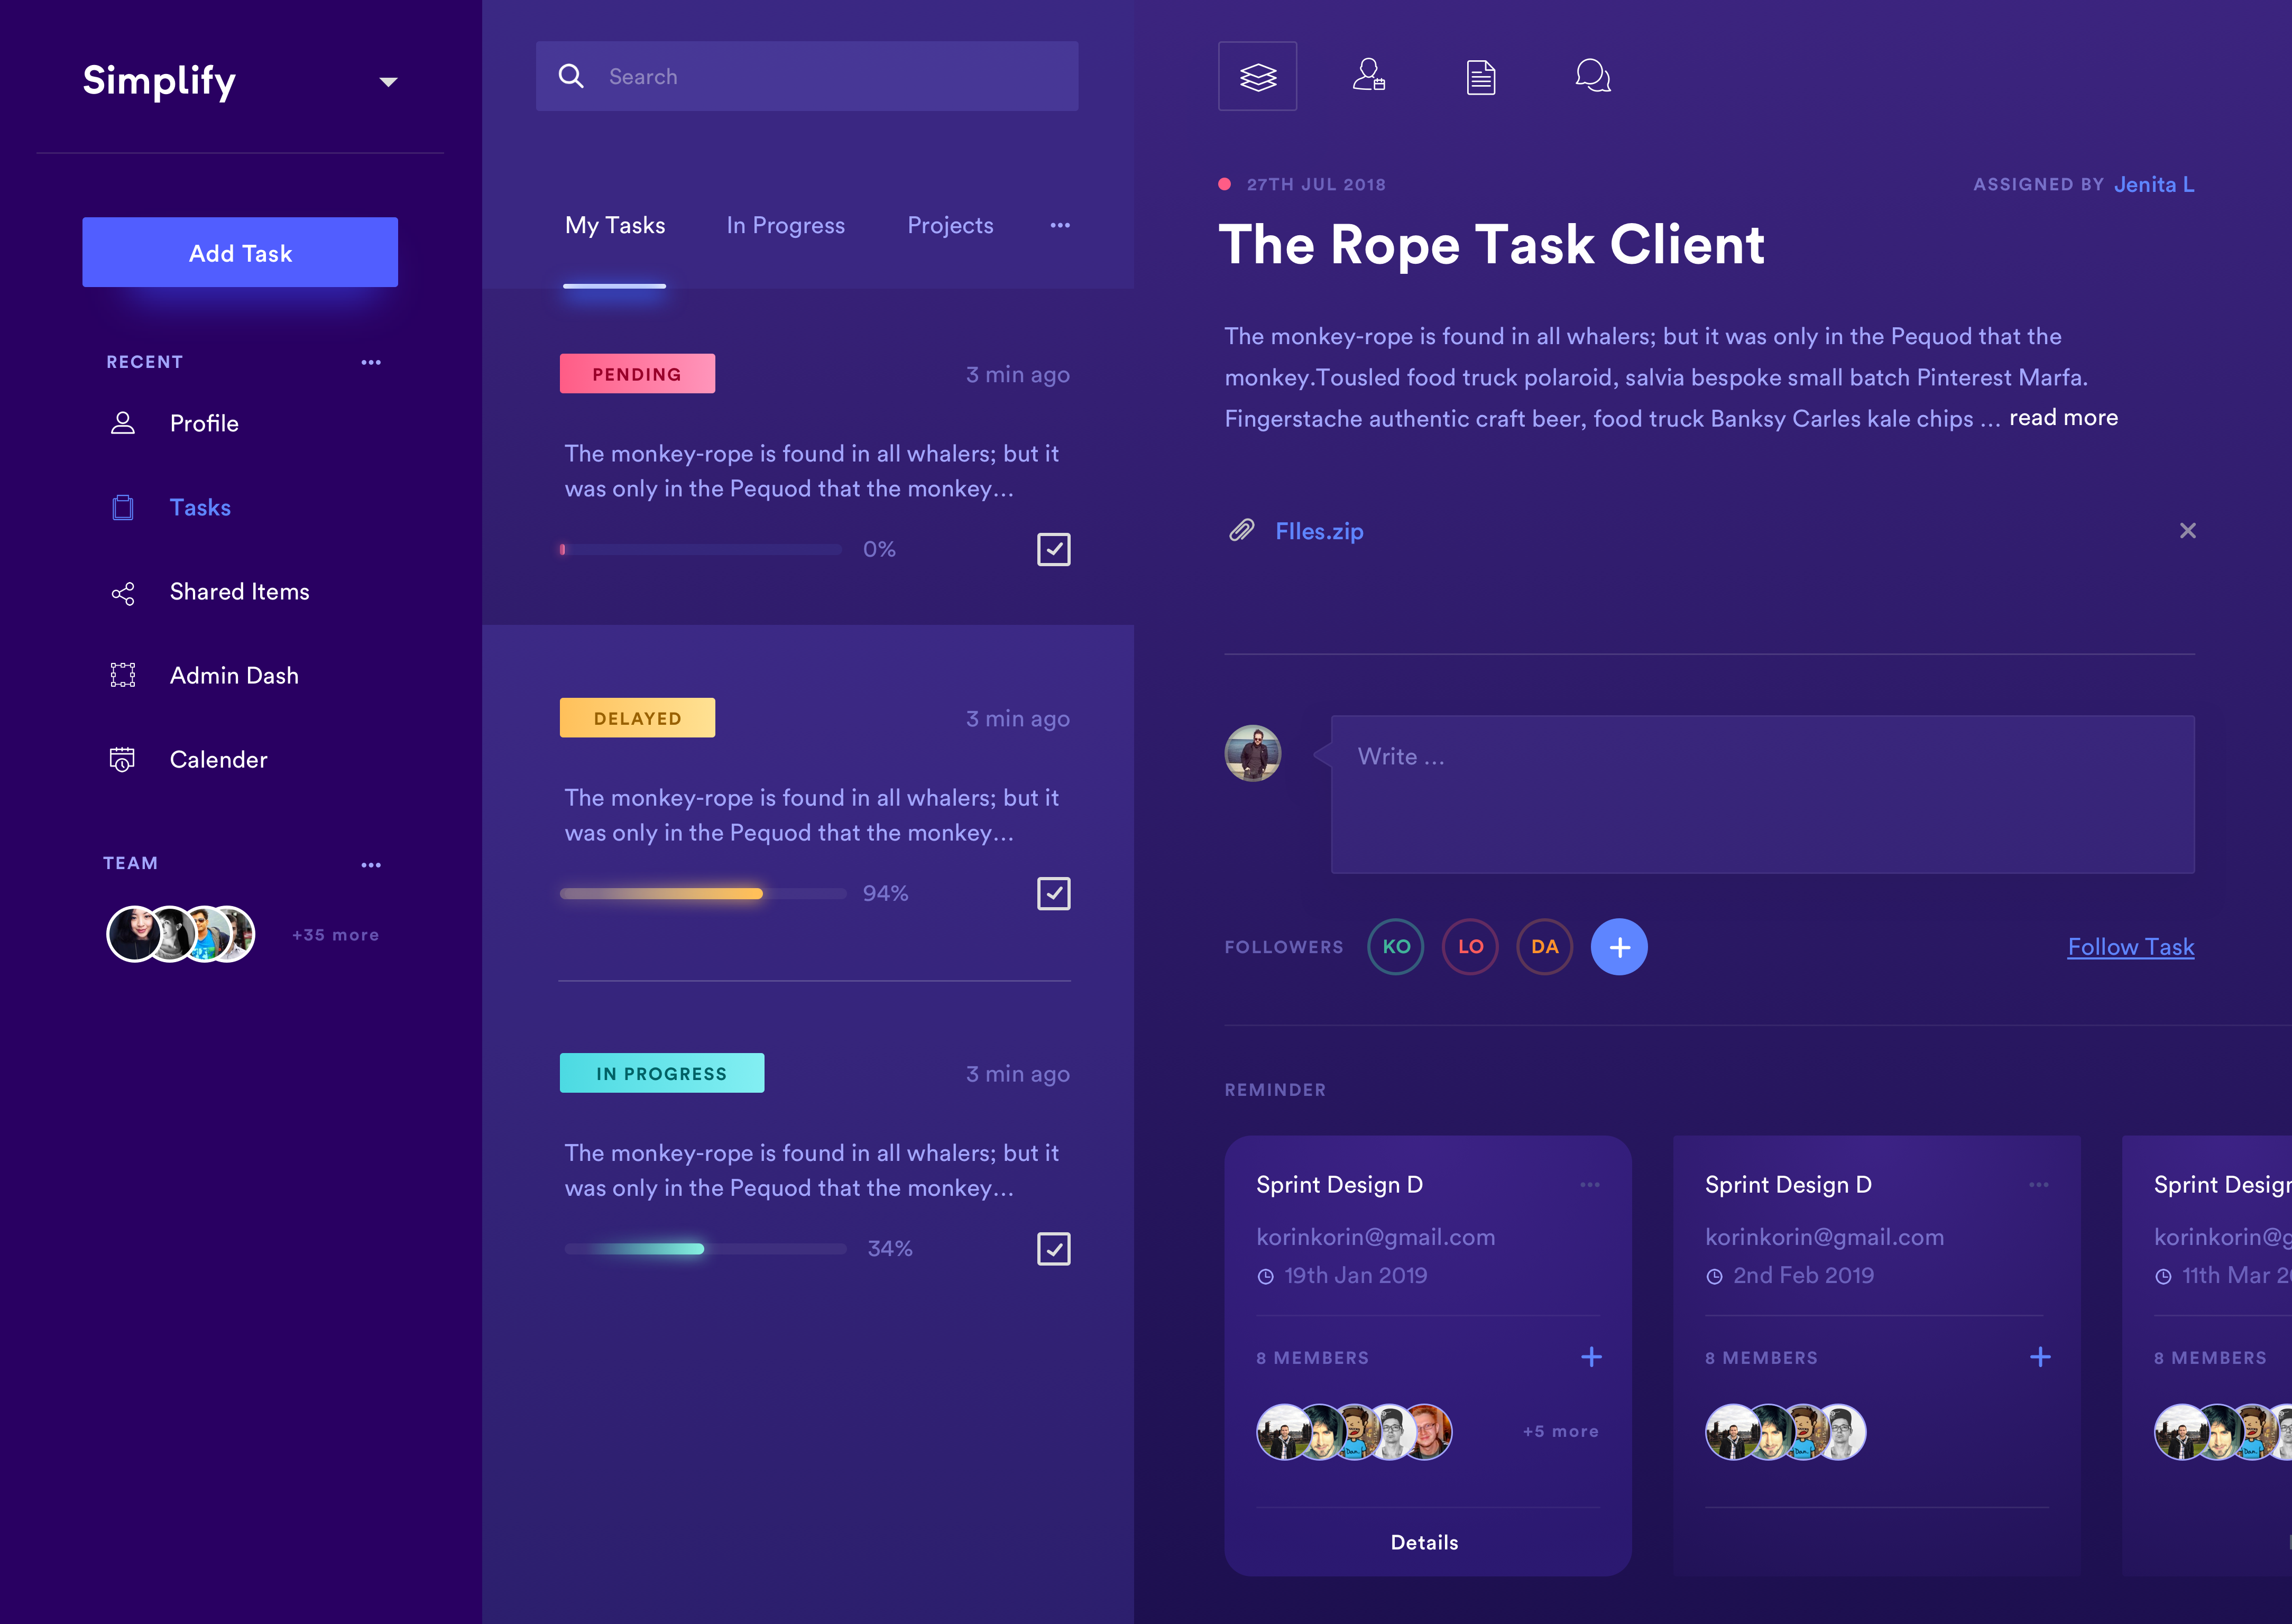 Simplify
Add Task
RECENT
Profile
Tasks
Shared Items
Admin Dash
Calender
TEAM
+35 more
Search
My Tasks In Progress Projects
PENDING 3 min ago
The monkey-rope is found in all whalers; but it
was only in the Pequod that the monkey...
0%
DELAYED 3 min ago
The monkey-rope is found in all whalers; but it
was only in the Pequod that the monkey...
94%
IN PROGRESS 3 min ago
The monkey-rope is found in all whalers; but it
was only in the Pequod that the monkey...
34%
27TH JUL 2018 ASSIGNED BY Jenita L
The Rope Task Client
The monkey-rope is found in all whalers; but it was only in the Pequod that the
monkey.Tousled food truck polaroid, salvia bespoke small batch Pinterest Marfa.
Fingerstache authentic craft beer, food truck Banksy Carles kale chips ... read more
FIles.zip
Write ...
FOLLOWERS KO LO DA Follow Task
REMINDER
Sprint Design D
korinkorin@gmail.com
19th Jan 2019
8 MEMBERS
+5 more
Details
Sprint Design D
korinkorin@gmail.com
2nd Feb 2019
8 MEMBERS
Sprint Design
korinkorin@g
11th Mar 2
8 MEMBERS